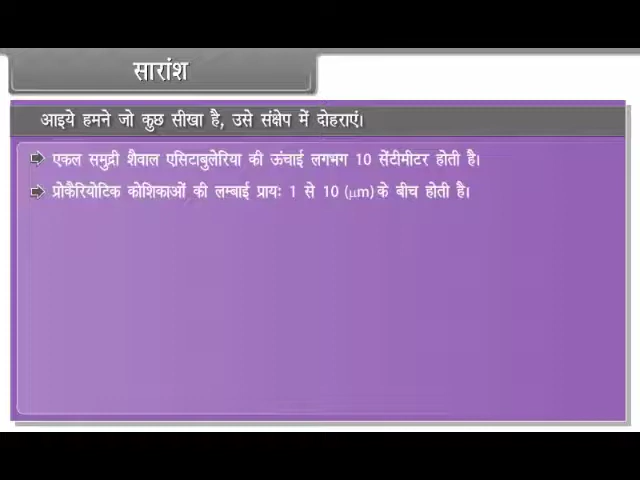 सारांश
आइये हमने जो कुछ सीखा है, उसे संक्षेप में दोहराएं।
एकल समुद्री शैवाल एसिटाबुलेरिया की ऊंचाई लगभग 10 सेंटीमीटर होती है।
प्रोकैरियोटिक कोशिकाओं की लम्बाई प्रायः 1 से 10 (μm) के बीच होती है।